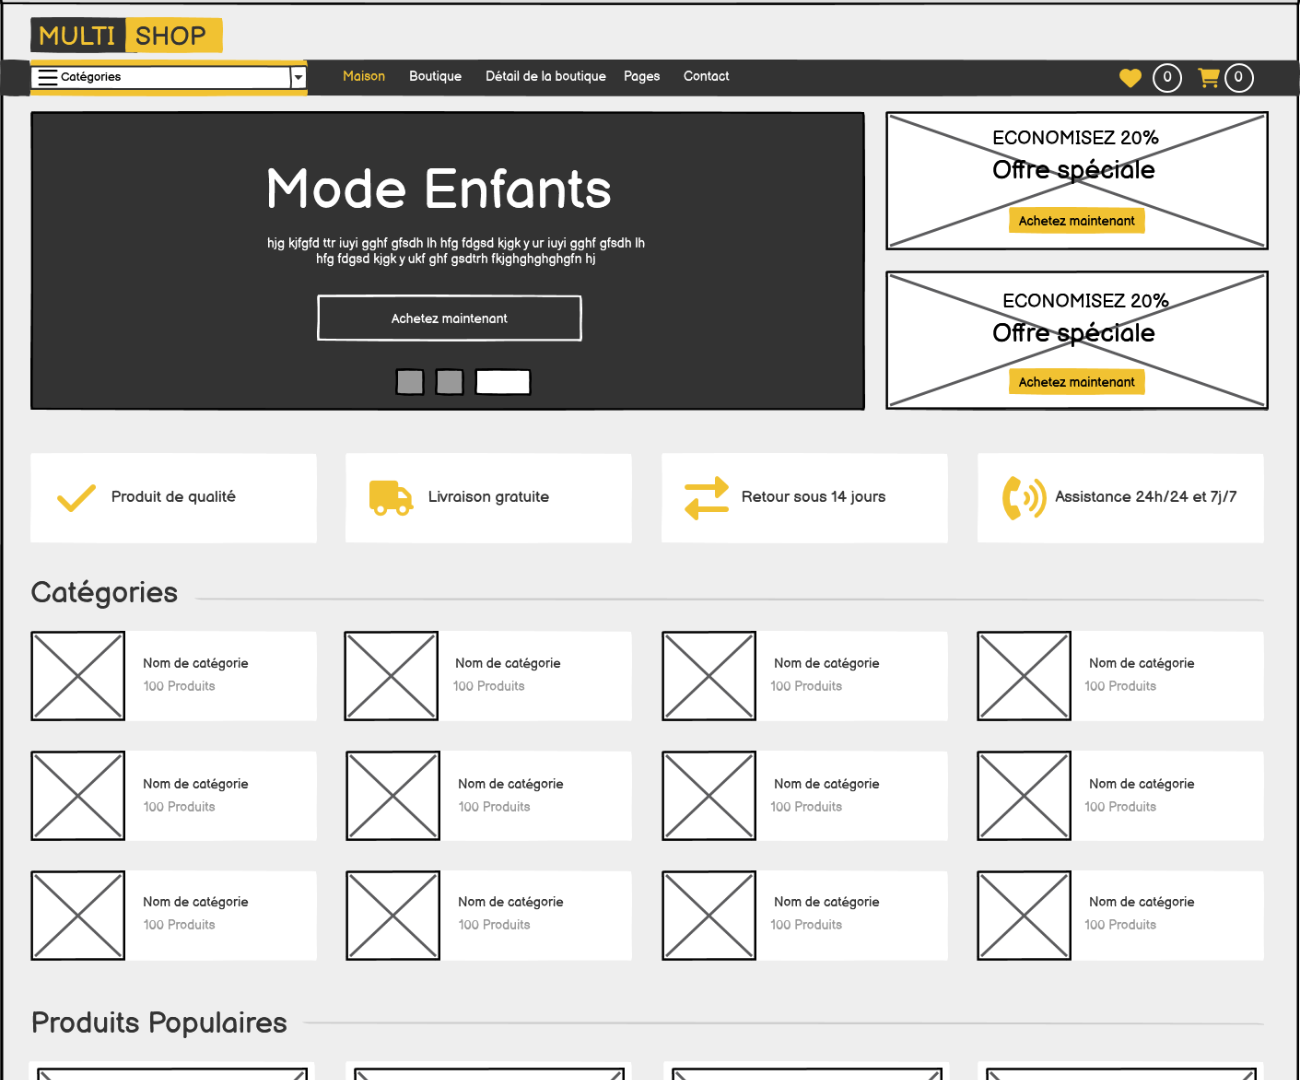 MULTI SHOP
Catégories
Maison Boutique Détail de la boutique Pages Contact 0 0
Mode Enfants
hjg kjfgfd ttr iuyi gghf gfsdh lh hfg fdgsd kjgk y ur iuyi gghf gfsdh lh
hfg fdgsd kjgk y ukf ghf gsdtrh fkjghghghghgfn hj
Achetez maintenant
ECONOMISEZ 20%
Offre spéciale
Achetez maintenant
ECONOMISEZ 20%
Offre spéciale
Achetez maintenant
Produit de qualité
Livraison gratuite
Retour sous 14 jours
Assistance 24h/24 et 7j/7
Catégories
Nom de catégorie
100 Produits
Nom de catégorie
100 Produits
Nom de catégorie
100 Produits
Nom de catégorie
100 Produits
Nom de catégorie
100 Produits
Nom de catégorie
100 Produits
Nom de catégorie
100 Produits
Nom de catégorie
100 Produits
Nom de catégorie
100 Produits
Nom de catégorie
100 Produits
Nom de catégorie
100 Produits
Nom de catégorie
100 Produits
Produits Populaires